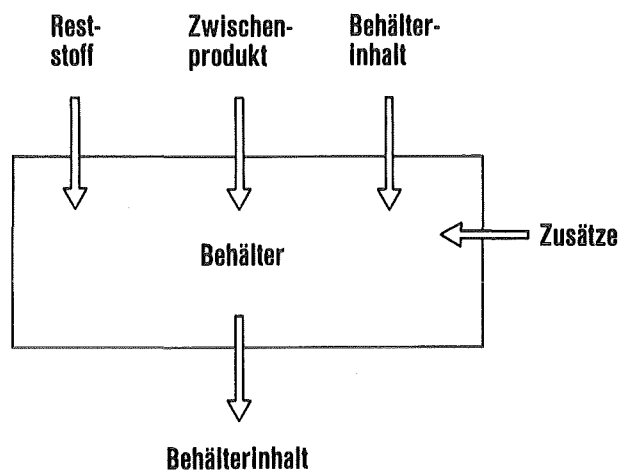 Rest-
stoff
Zwischen-
produkt
Behälter-
inhalt
Zusätze
Behälter
Behälterinhalt